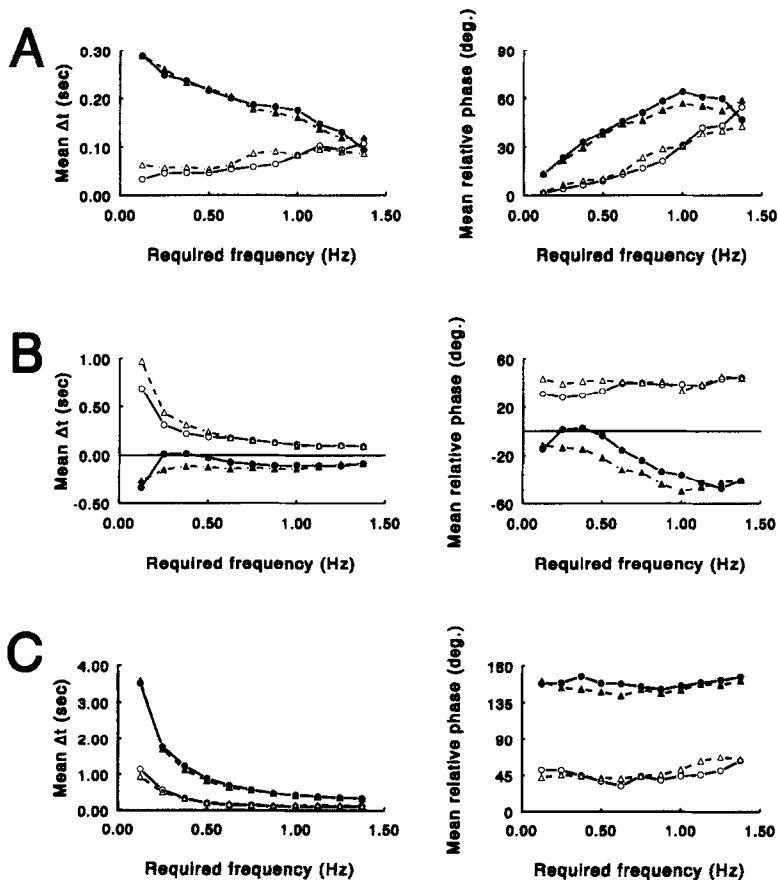 A
Mean Δt (sec)
0.30
0.20
0.10
0.00
0.00 0.50 1.00 1.50
Required frequency (Hz)
Mean relative phase (deg.)
90
60
30
0
0.00 0.50 1.00 1.50
Required frequency (Hz)
B
Mean Δt (sec)
1.00
0.50
0.00
-0.50
0.00 0.50 1.00 1.50
Required frequency (Hz)
Mean relative phase (deg.)
60
20
-20
-60
0.00 0.50 1.00 1.50
Required frequency (Hz)
C
Mean Δt (sec)
4.00
3.00
2.00
1.00
0.00
0.00 0.50 1.00 1.50
Required frequency (Hz)
Mean relative phase (deg.)
180
135
90
45
0
0.00 0.50 1.00 1.50
Required frequency (Hz)